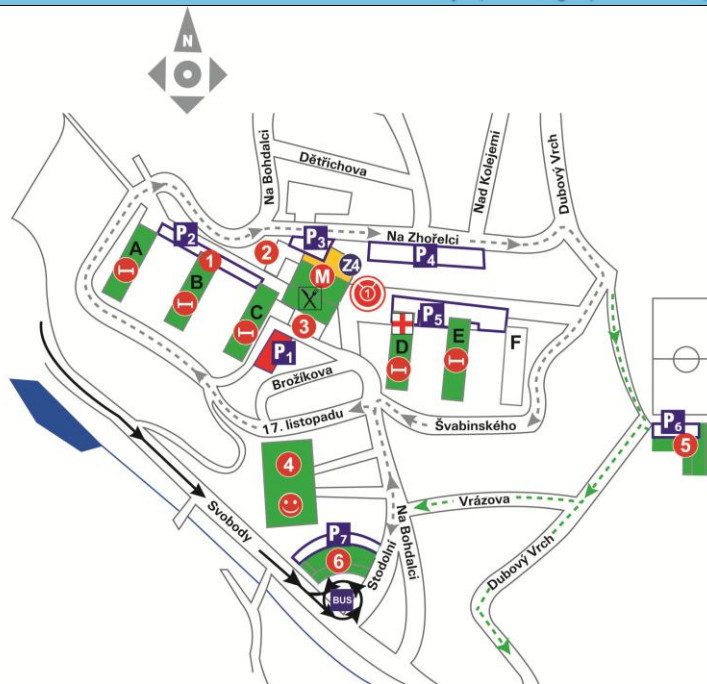 N
Na Bohdalci
Dětřichova
Nad Kolejemi
Dubový Vrch
Na Zhořelci
A
P2
1
B
2
P3
M
Z4
P4
1
C
3
P1
P5
D
E
F
Brožíkova
17. listopadu
Švabinského
P6
5
4
Svobody
P7
6
Stodolní
Na Bohdalci
Vrázova
Dubový Vrch
BUS